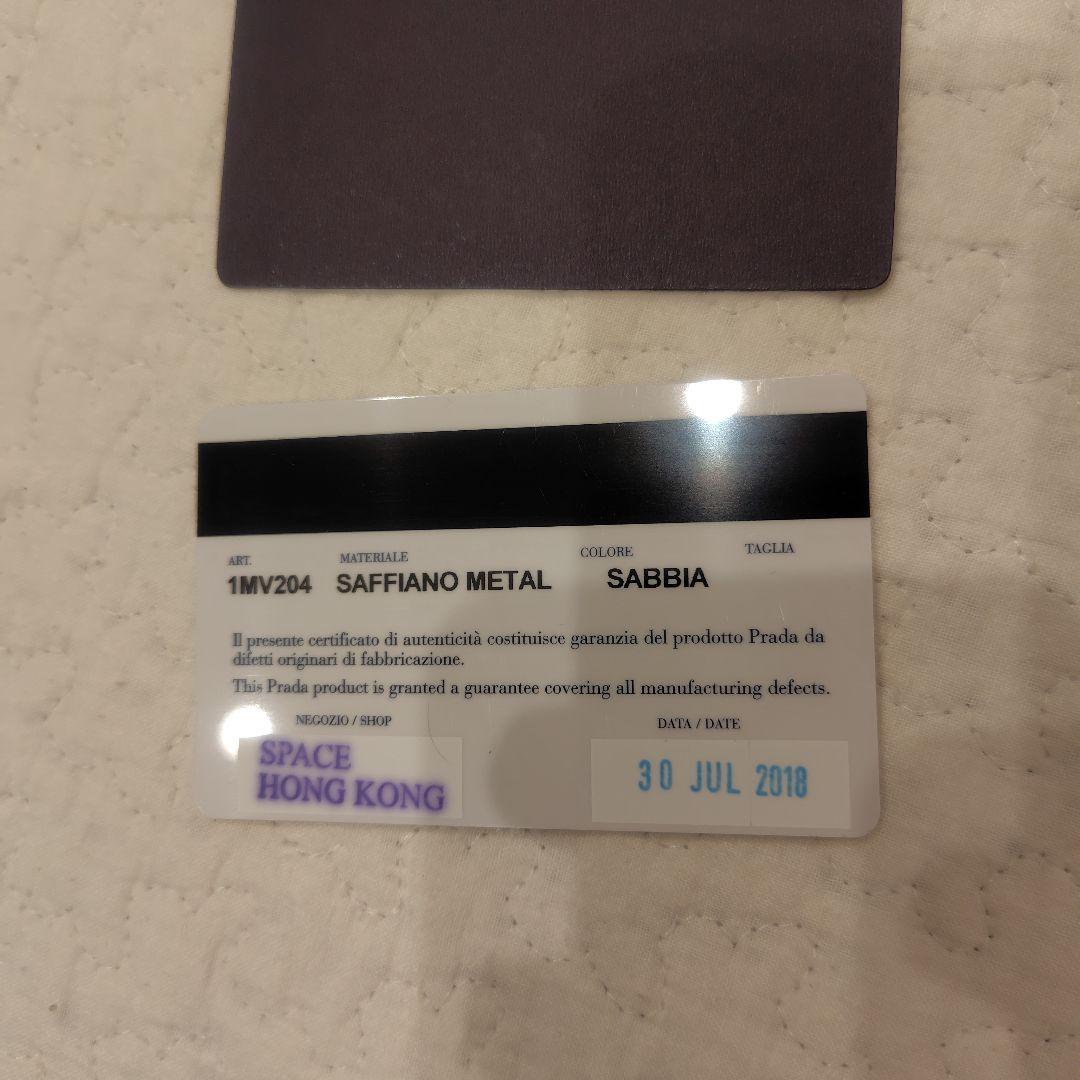 ART. MATERIALE COLORE TAGLIA
1MV204 SAFFIANO METAL SABBIA
Il presente certificato di autenticità costituisce garanzia del prodotto Prada da
difetti originari di fabbricazione.
This Prada product is granted a guarantee covering all manufacturing defects.
NEGOZIO / SHOP DATA / DATE
SPACE
HONG KONG
30 JUL 2018